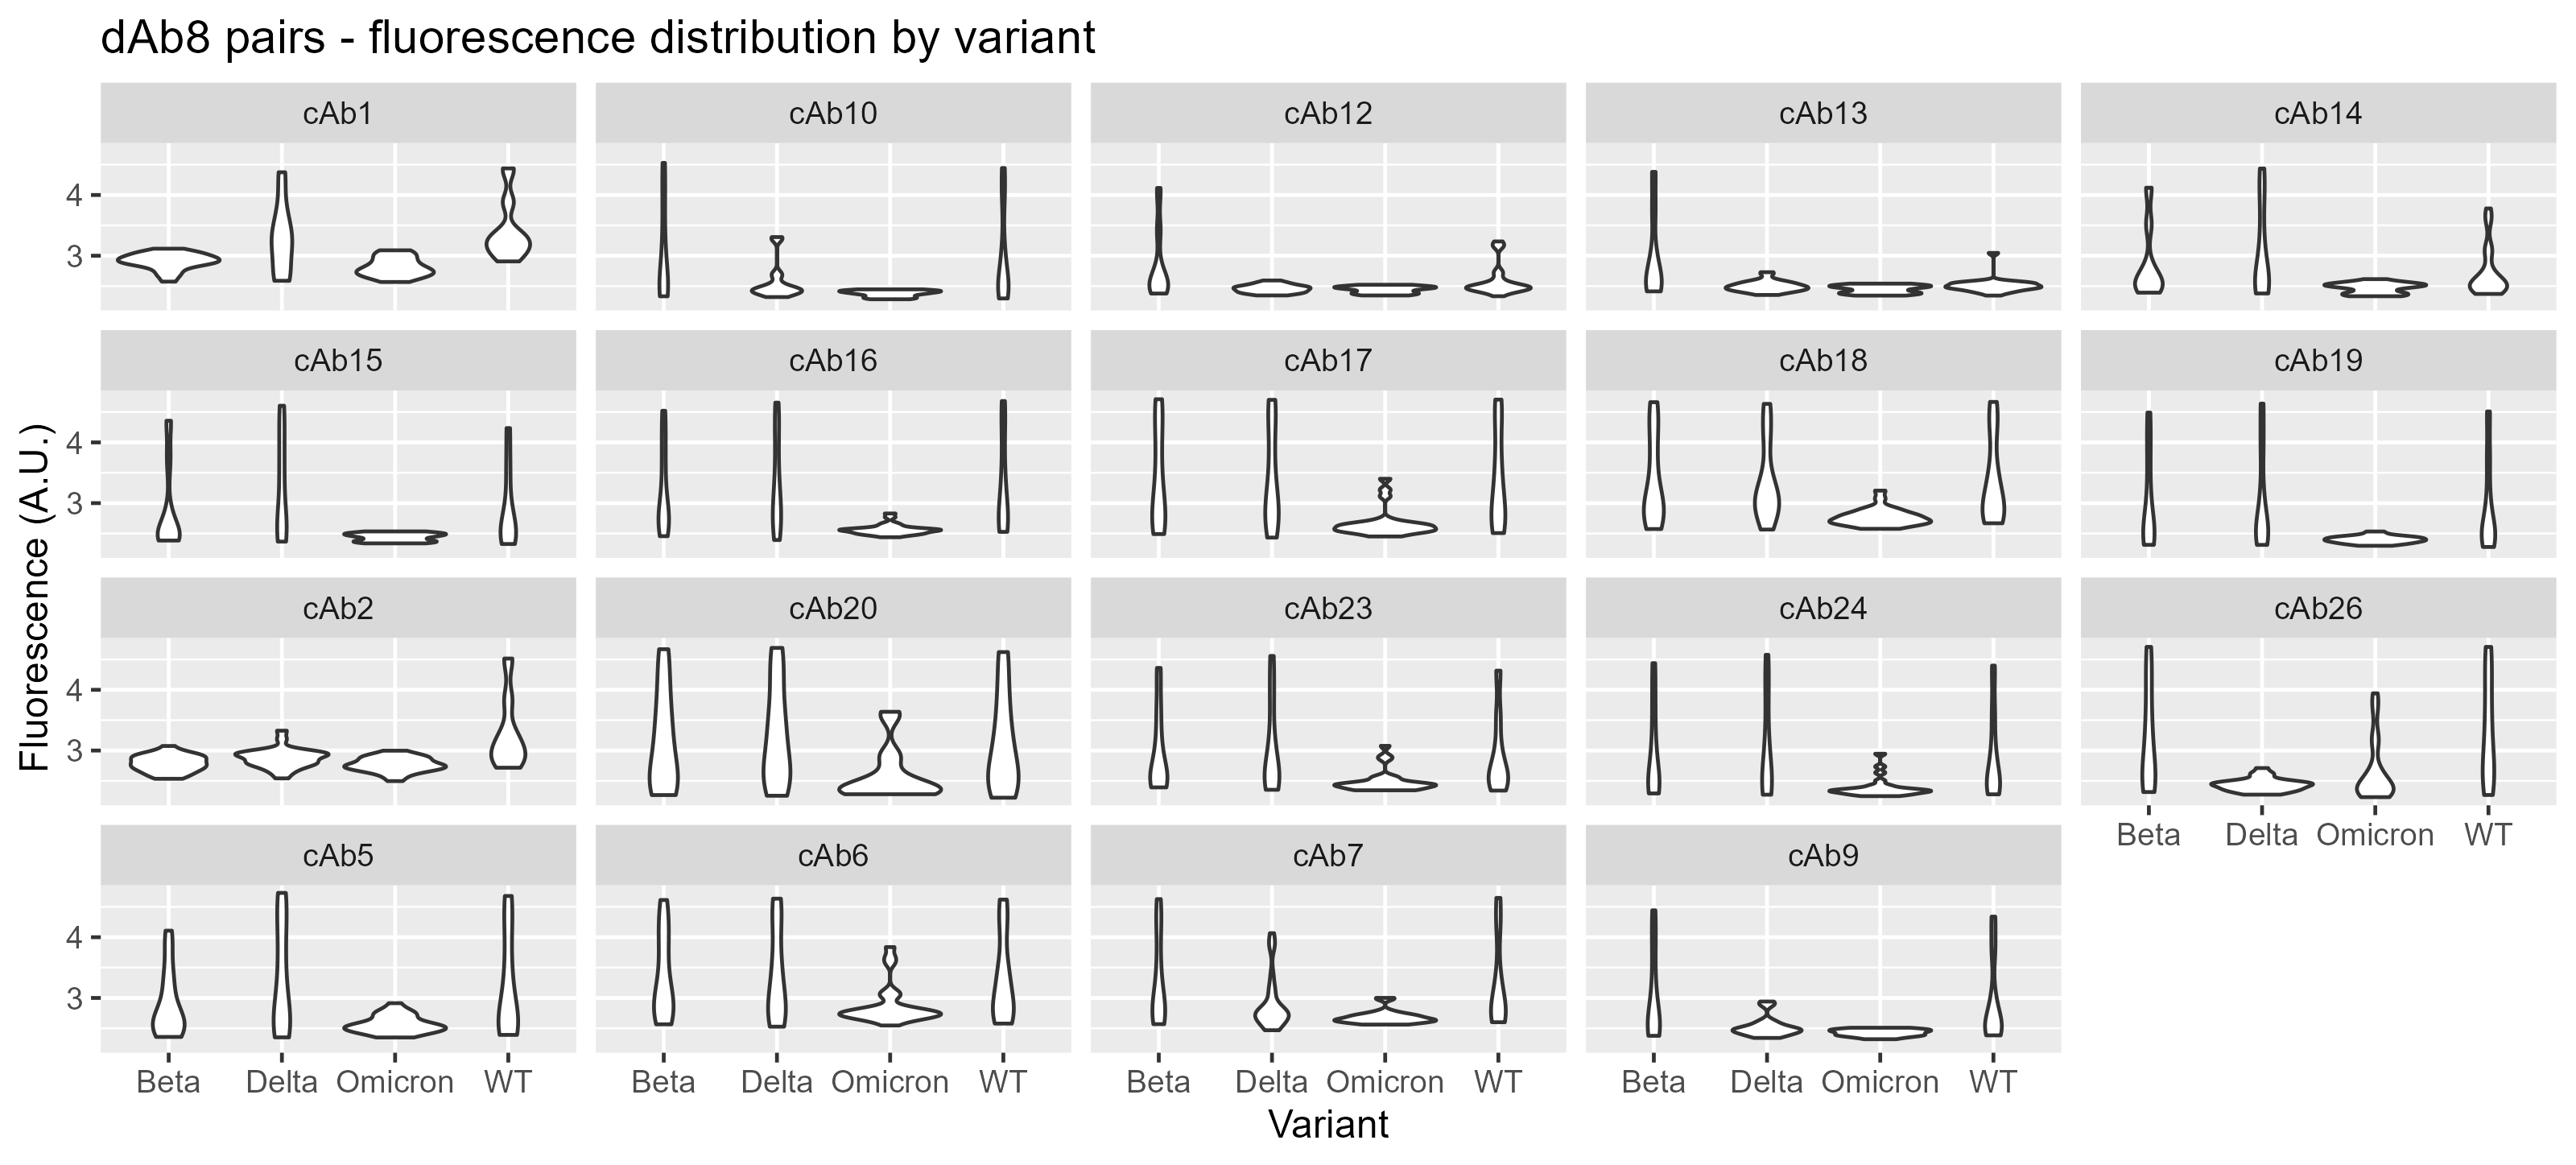 dAb8 pairs - fluorescence distribution by variant
cAb1 cAb10 cAb12 cAb13 cAb14
4
3
cAb15 cAb16 cAb17 cAb18 cAb19
4
3
Fluorescence (A.U.)
cAb2 cAb20 cAb23 cAb24 cAb26
4
3
Beta Delta Omicron WT
cAb5 cAb6 cAb7 cAb9
4
3
Beta Delta Omicron WT Beta Delta Omicron WT Beta Delta Omicron WT Beta Delta Omicron WT
Variant